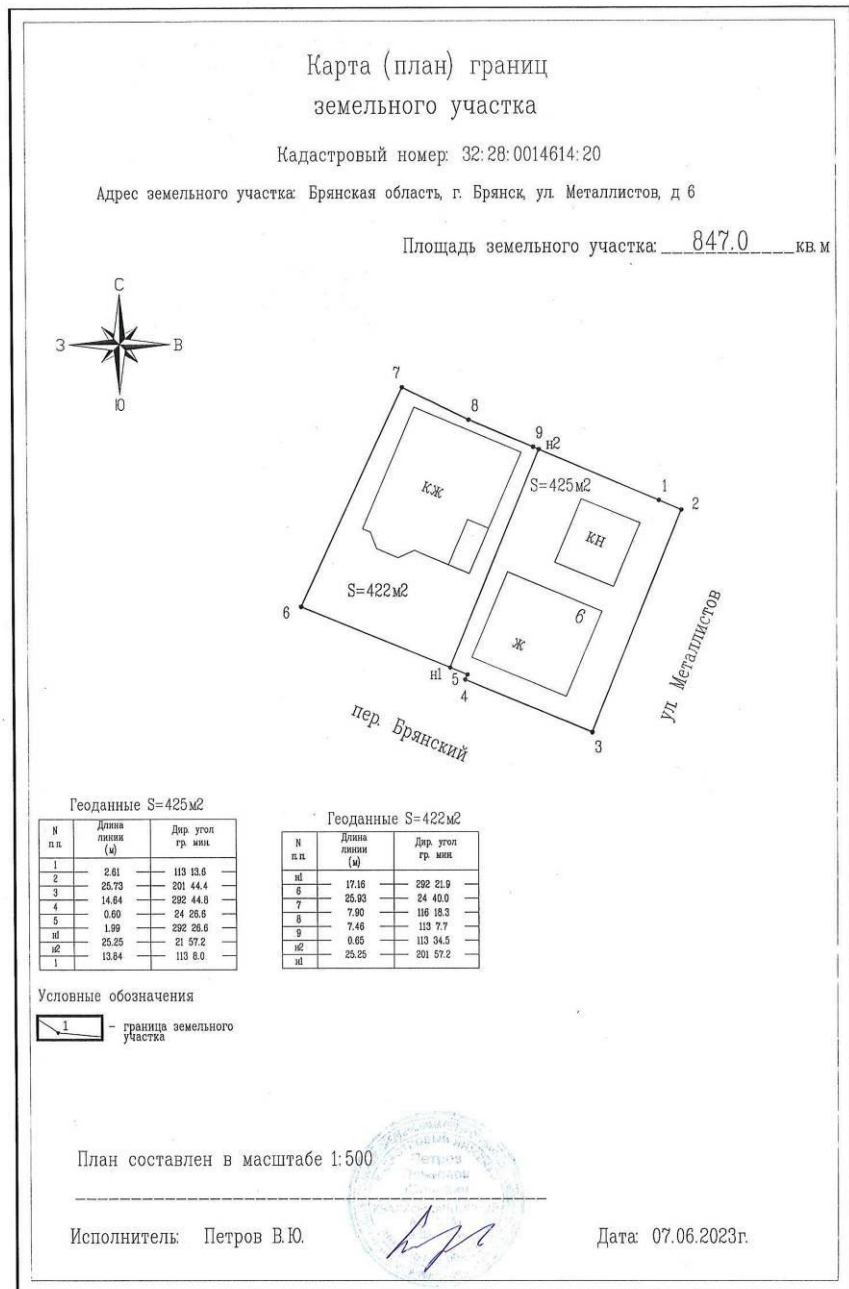 Карта (план) границ
земельного участка
Кадастровый номер: 32:28:0014614:20
Адрес земельного участка: Брянская область, г. Брянск, ул. Металлистов, д 6
Площадь земельного участка: 847.0 кв.м
С
З В
Ю
7
8
9
н2
S=425м2
1
2
КЖ
КН
S=422м2
6
6
Ж
н1
5
4
3
пер. Брянский
ул. Металлистов
Геоданные S=425м2
N п.п. Длина линии (м) Дир. угол гр. мин.
1
2.61 113 13.6
2
25.73 201 44.4
3
14.64 292 44.8
4
0.60 24 26.6
5
1.99 292 26.6
н1
25.25 21 57.2
н2
13.84 113 8.0
1
Геоданные S=422м2
N п.п. Длина линии (м) Дир. угол гр. мин.
н1
17.16 292 21.9
6
25.93 24 40.0
7
7.90 116 18.3
8
7.46 113 7.7
9
0.65 113 34.5
н2
25.25 201 57.2
н1
Условные обозначения
1 - граница земельного
участка
План составлен в масштабе 1:500
Петров
Исполнитель: Петров В.Ю. Дата: 07.06.2023г.